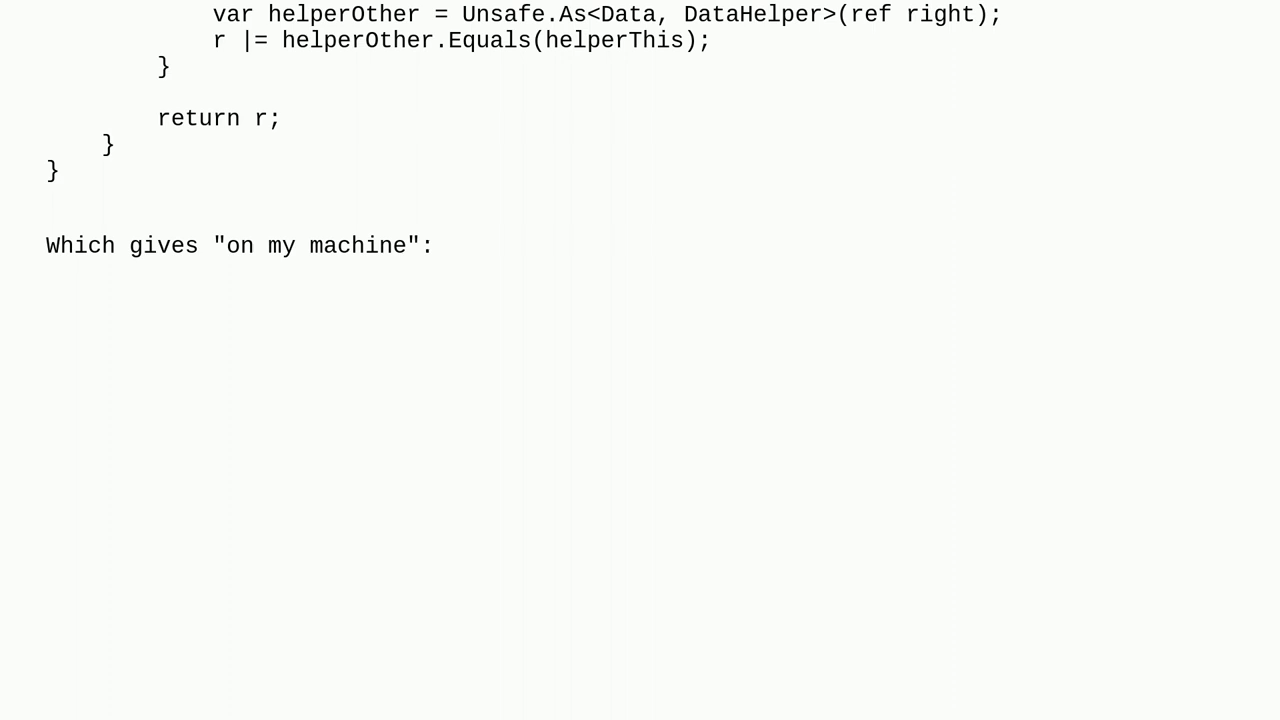 var helperOther = Unsafe.As<Data, DataHelper>(ref right);
r |= helperOther.Equals(helperThis);
}
return r;
}
}
Which gives "on my machine":